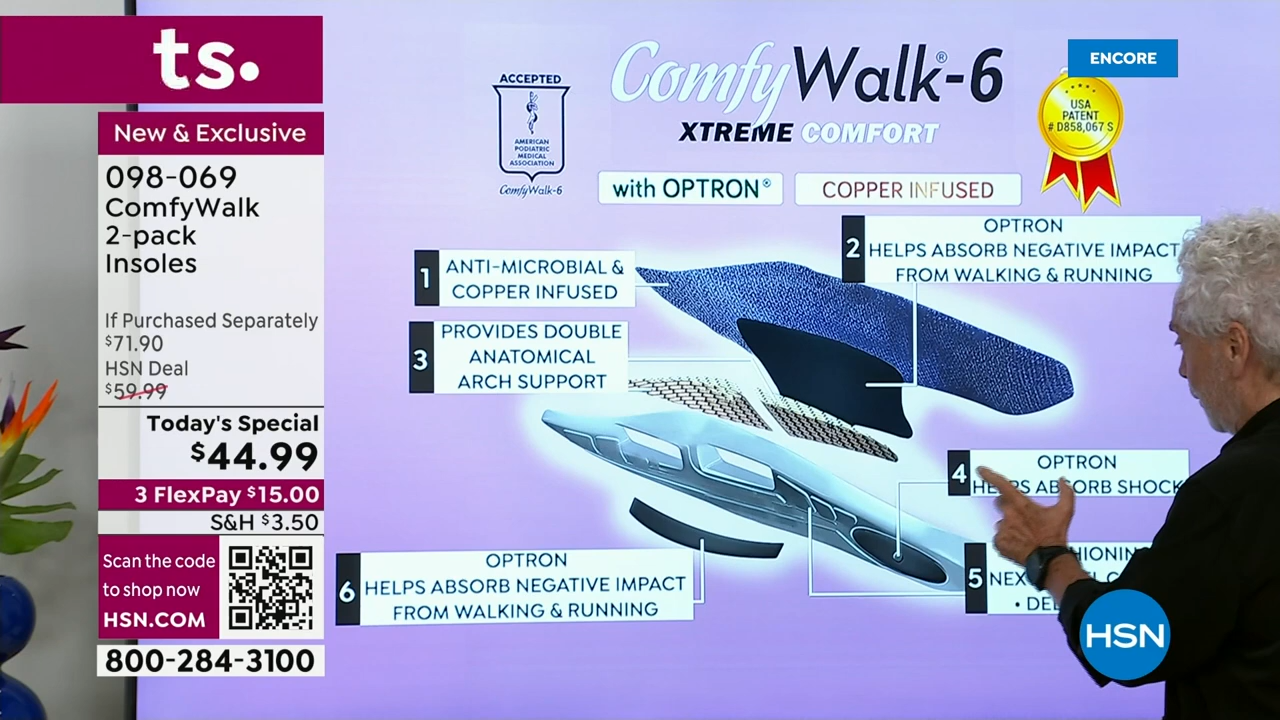 ts.
New & Exclusive
098-069
ComfyWalk
2-pack
Insoles
If Purchased Separately
$71.90
HSN Deal
$59.99
Today's Special
$44.99
3 FlexPay $15.00
S&H $3.50
Scan the code
to shop now
HSN.COM
800-284-3100
ACCEPTED
AMERICAN
PODIATRIC
MEDICAL
ASSOCIATION
ComfyWalk-6
ComfyWalk®-6
XTREME COMFORT
with OPTRON®
COPPER INFUSED
ENCORE
USA
PATENT
# D858,067 S
1 ANTI-MICROBIAL &
COPPER INFUSED
2 OPTRON
HELPS ABSORB NEGATIVE IMPACT
FROM WALKING & RUNNING
3 PROVIDES DOUBLE
ANATOMICAL
ARCH SUPPORT
4 OPTRON
HELPS ABSORB SHOCK
5
6 OPTRON
HELPS ABSORB NEGATIVE IMPACT
FROM WALKING & RUNNING
HSN